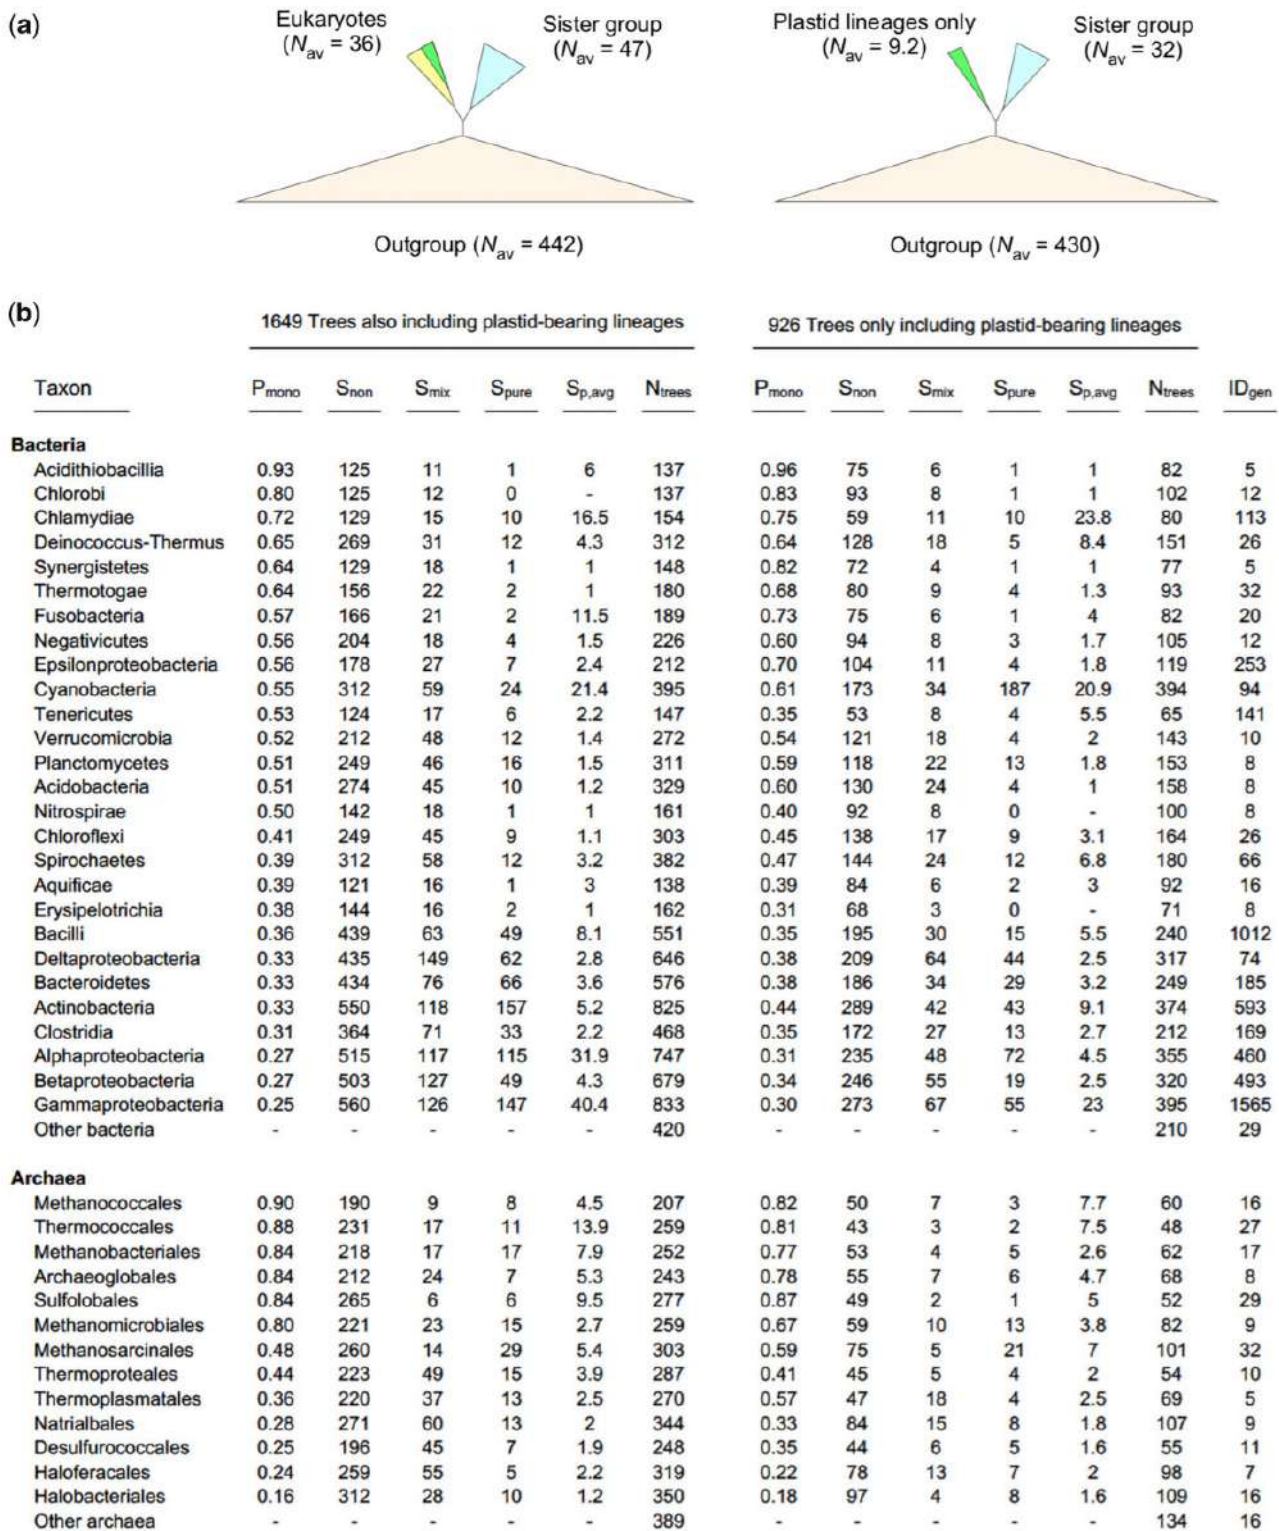 (a)
Eukaryotes
(Nav = 36)
Sister group
(Nav = 47)
Outgroup (Nav = 442)
Plastid lineages only
(Nav = 9.2)
Sister group
(Nav = 32)
Outgroup (Nav = 430)
(b)
1649 Trees also including plastid-bearing lineages 926 Trees only including plastid-bearing lineages
Taxon Pmono Snon Smix Spure Sp,avg Ntrees Pmono Snon Smix Spure Sp,avg Ntrees IDgen
Bacteria
Acidithiobacillia 0.93 125 11 1 6 137 0.96 75 6 1 1 82 5
Chlorobi 0.80 125 12 0 - 137 0.83 93 8 1 1 102 12
Chlamydiae 0.72 129 15 10 16.5 154 0.75 59 11 10 23.8 80 113
Deinococcus-Thermus 0.65 269 31 12 4.3 312 0.64 128 18 5 8.4 151 26
Synergistetes 0.64 129 18 1 1 148 0.82 72 4 1 1 77 5
Thermotogae 0.64 156 22 2 1 180 0.68 80 9 4 1.3 93 32
Fusobacteria 0.57 166 21 2 11.5 189 0.73 75 6 1 4 82 20
Negativicutes 0.56 204 18 4 1.5 226 0.60 94 8 3 1.7 105 12
Epsilonproteobacteria 0.56 178 27 7 2.4 212 0.70 104 11 4 1.8 119 253
Cyanobacteria 0.55 312 59 24 21.4 395 0.61 173 34 187 20.9 394 94
Tenericutes 0.53 124 17 6 2.2 147 0.35 53 8 4 5.5 65 141
Verrucomicrobia 0.52 212 48 12 1.4 272 0.54 121 18 4 2 143 10
Planctomycetes 0.51 249 46 16 1.5 311 0.59 118 22 13 1.8 153 8
Acidobacteria 0.51 274 45 10 1.2 329 0.60 130 24 4 1 158 8
Nitrospirae 0.50 142 18 1 1 161 0.40 92 8 0 - 100 8
Chloroflexi 0.41 249 45 9 1.1 303 0.45 138 17 9 3.1 164 26
Spirochaetes 0.39 312 58 12 3.2 382 0.47 144 24 12 6.8 180 66
Aquificae 0.39 121 16 1 3 138 0.39 84 6 2 3 92 16
Erysipelotrichia 0.38 144 16 2 1 162 0.31 68 3 0 - 71 8
Bacilli 0.36 439 63 49 8.1 551 0.35 195 30 15 5.5 240 1012
Deltaproteobacteria 0.33 435 149 62 2.8 646 0.38 209 64 44 2.5 317 74
Bacteroidetes 0.33 434 76 66 3.6 576 0.38 186 34 29 3.2 249 185
Actinobacteria 0.33 550 118 157 5.2 825 0.44 289 42 43 9.1 374 593
Clostridia 0.31 364 71 33 2.2 468 0.35 172 27 13 2.7 212 169
Alphaproteobacteria 0.27 515 117 115 31.9 747 0.31 235 48 72 4.5 355 460
Betaproteobacteria 0.27 503 127 49 4.3 679 0.34 246 55 19 2.5 320 493
Gammaproteobacteria 0.25 560 126 147 40.4 833 0.30 273 67 55 23 395 1565
Other bacteria - - - - - 420 - - - - - 210 29
Archaea
Methanococcales 0.90 190 9 8 4.5 207 0.82 50 7 3 7.7 60 16
Thermococcales 0.88 231 17 11 13.9 259 0.81 43 3 2 7.5 48 27
Methanobacteriales 0.84 218 17 17 7.9 252 0.77 53 4 5 2.6 62 17
Archaeoglobales 0.84 212 24 7 5.3 243 0.78 55 7 6 4.7 68 8
Sulfolobales 0.84 265 6 6 9.5 277 0.87 49 2 1 5 52 29
Methanomicrobiales 0.80 221 23 15 2.7 259 0.67 59 10 13 3.8 82 9
Methanosarcinales 0.48 260 14 29 5.4 303 0.59 75 5 21 7 101 32
Thermoproteales 0.44 223 49 15 3.9 287 0.41 45 5 4 2 54 10
Thermoplasmatales 0.36 220 37 13 2.5 270 0.57 47 18 4 2.5 69 5
Natrialbales 0.28 271 60 13 2 344 0.33 84 15 8 1.8 107 9
Desulfurococcales 0.25 196 45 7 1.9 248 0.35 44 6 5 1.6 55 11
Haloferacales 0.24 259 55 5 2.2 319 0.22 78 13 7 2 98 7
Halobacteriales 0.16 312 28 10 1.2 350 0.18 97 4 8 1.6 109 16
Other archaea - - - - - 389 - - - - - 134 16